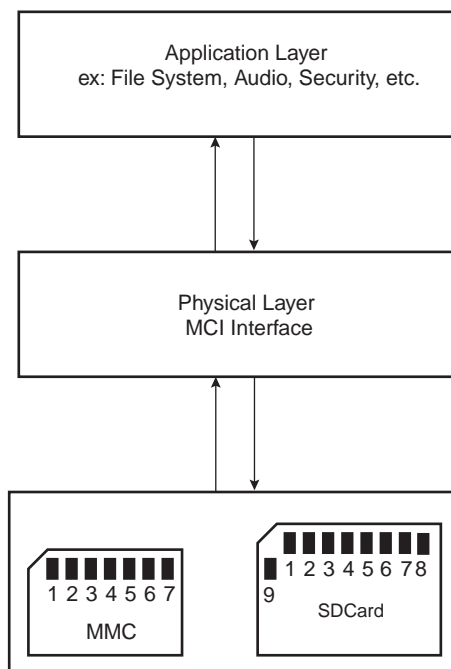 Application Layer
ex: File System, Audio, Security, etc.
Physical Layer
MCI Interface
1 2 3 4 5 6 7
MMC
1 2 3 4 5 6 7 8
9
SDCard